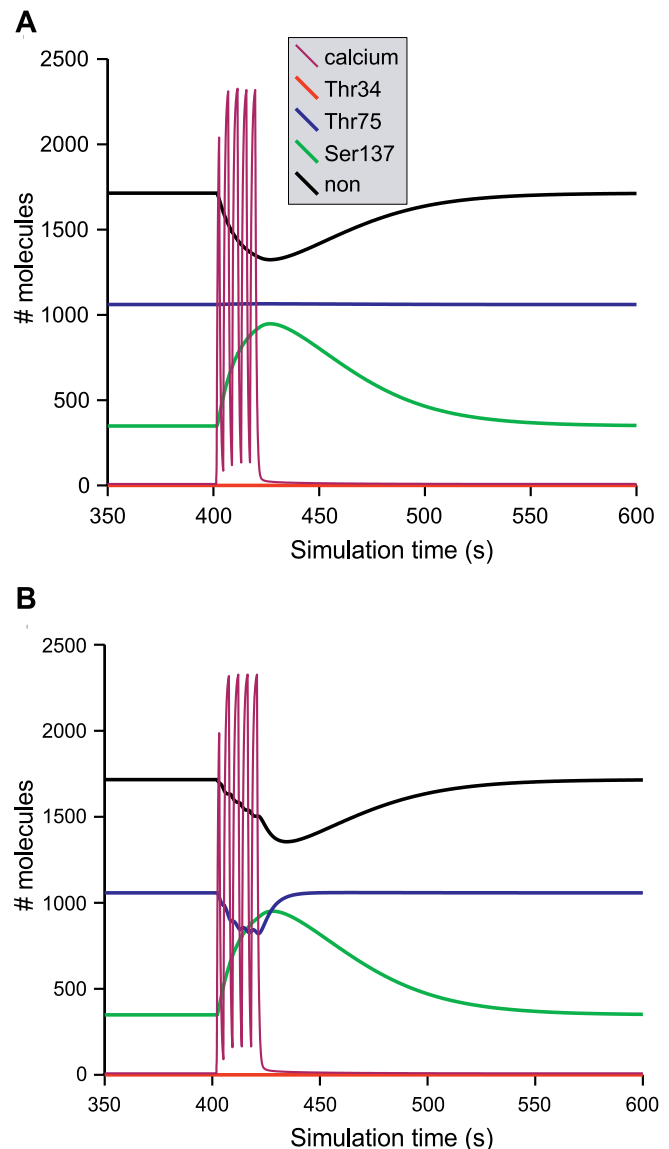 A
calcium
Thr34
Thr75
Ser137
non
2500
2000
1500
1000
500
0
# molecules
350 400 450 500 550 600
Simulation time (s)
B
2500
2000
1500
1000
500
0
# molecules
350 400 450 500 550 600
Simulation time (s)